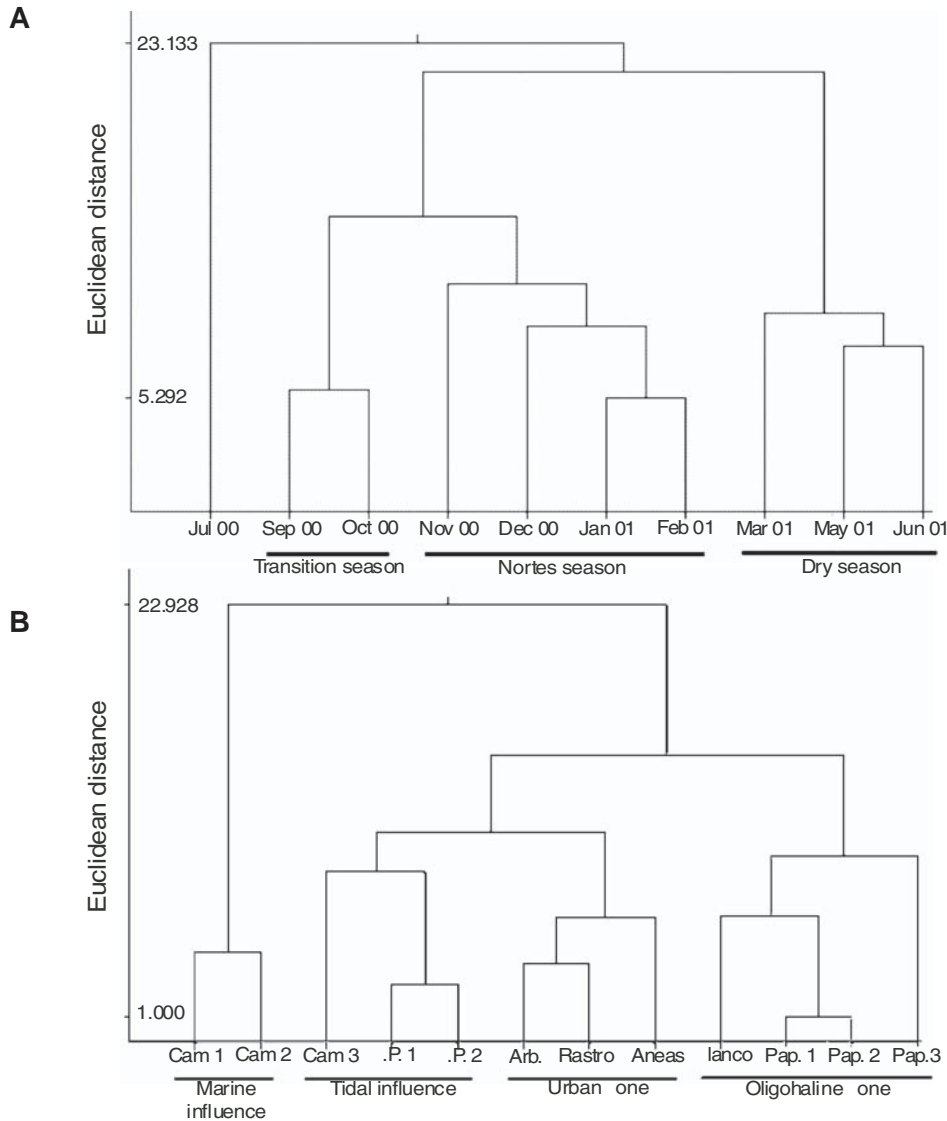 A
23.133
Euclidean distance
5.292
Jul 00 Sep 00 Oct 00 Nov 00 Dec 00 Jan 01 Feb 01 Mar 01 May 01 Jun 01
Transition season Nortes season Dry season
B
22.928
Euclidean distance
1.000
Cam 1 Cam 2 Cam 3 .P. 1 .P. 2 Arb. Rastro Aneas lanco Pap. 1 Pap. 2 Pap.3
Marine Tidal influence Urban one Oligohaline one
influence